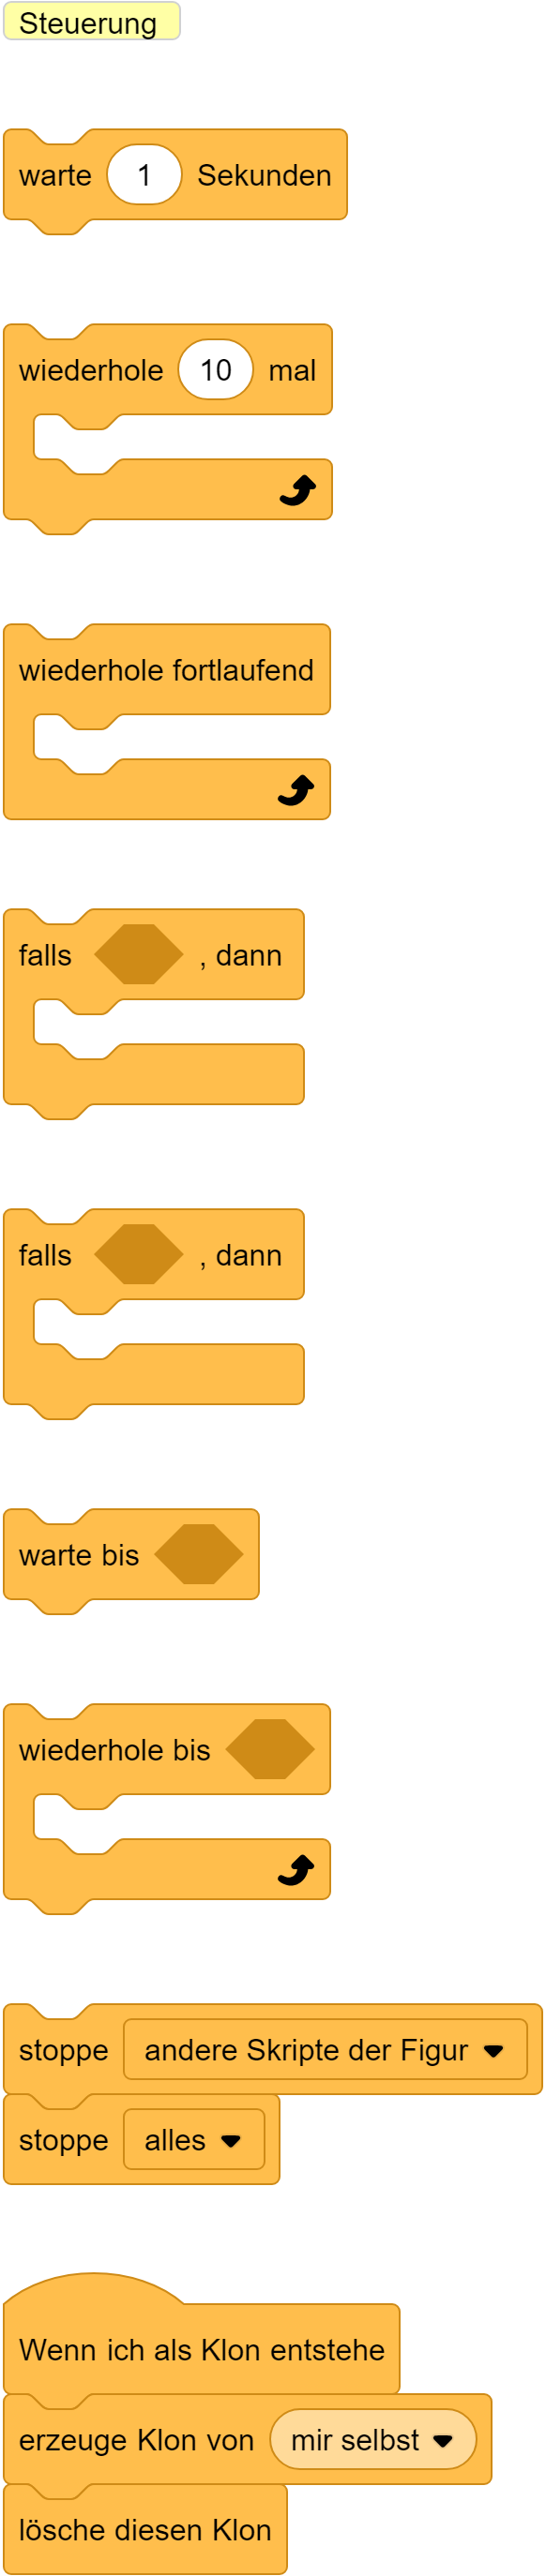 Steuerung
warte 1 Sekunden
wiederhole 10 mal
wiederhole fortlaufend
falls , dann
falls , dann
warte bis
wiederhole bis
stoppe andere Skripte der Figur
stoppe alles
Wenn ich als Klon entstehe
erzeuge Klon von mir selbst
lösche diesen Klon